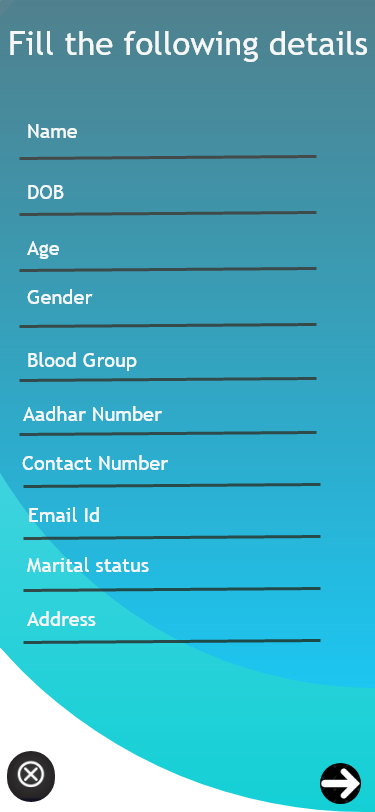 Fill the following details
Name
DOB
Age
Gender
Blood Group
Aadhar Number
Contact Number
Email Id
Marital status
Address